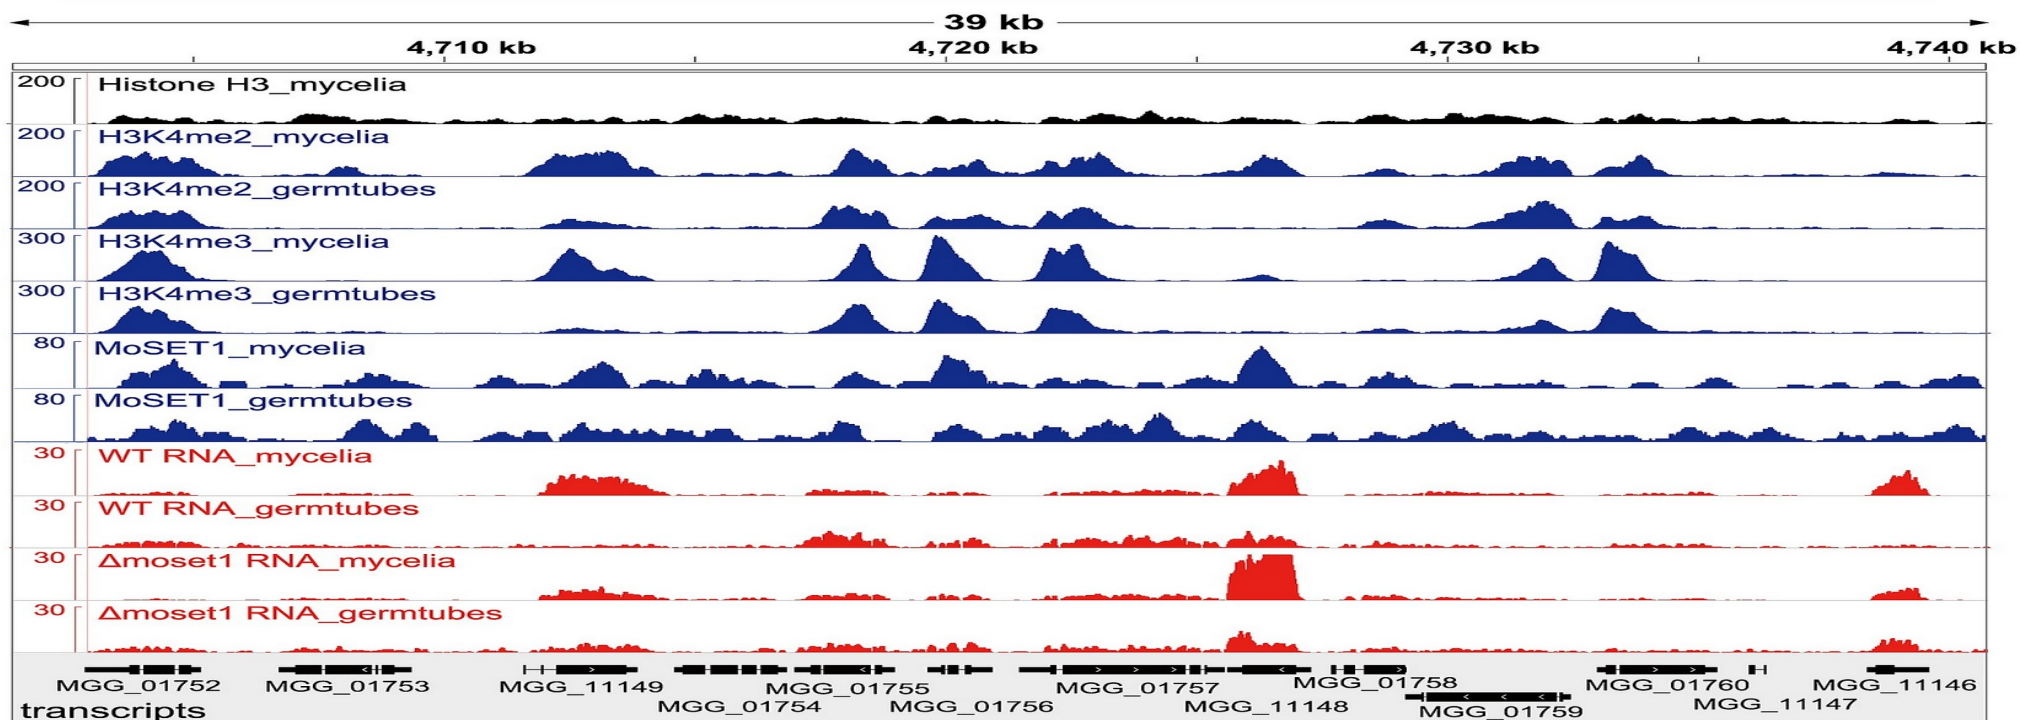 39 kb
4,710 kb 4,720 kb 4,730 kb 4,740 kb
200 Histone H3_mycelia
200 H3K4me2_mycelia
200 H3K4me2_germtubes
300 H3K4me3_mycelia
300 H3K4me3_germtubes
80 MoSET1_mycelia
80 MoSET1_germtubes
30 WT RNA_mycelia
30 WT RNA_germtubes
30 Δmoset1 RNA_mycelia
30 Δmoset1 RNA_germtubes
MGG_01752 MGG_01753 MGG_11149 MGG_01755 MGG_01757 MGG_01758 MGG_01760 MGG_11146
transcripts MGG_01754 MGG_01756 MGG_11148 MGG_01759 MGG_11147